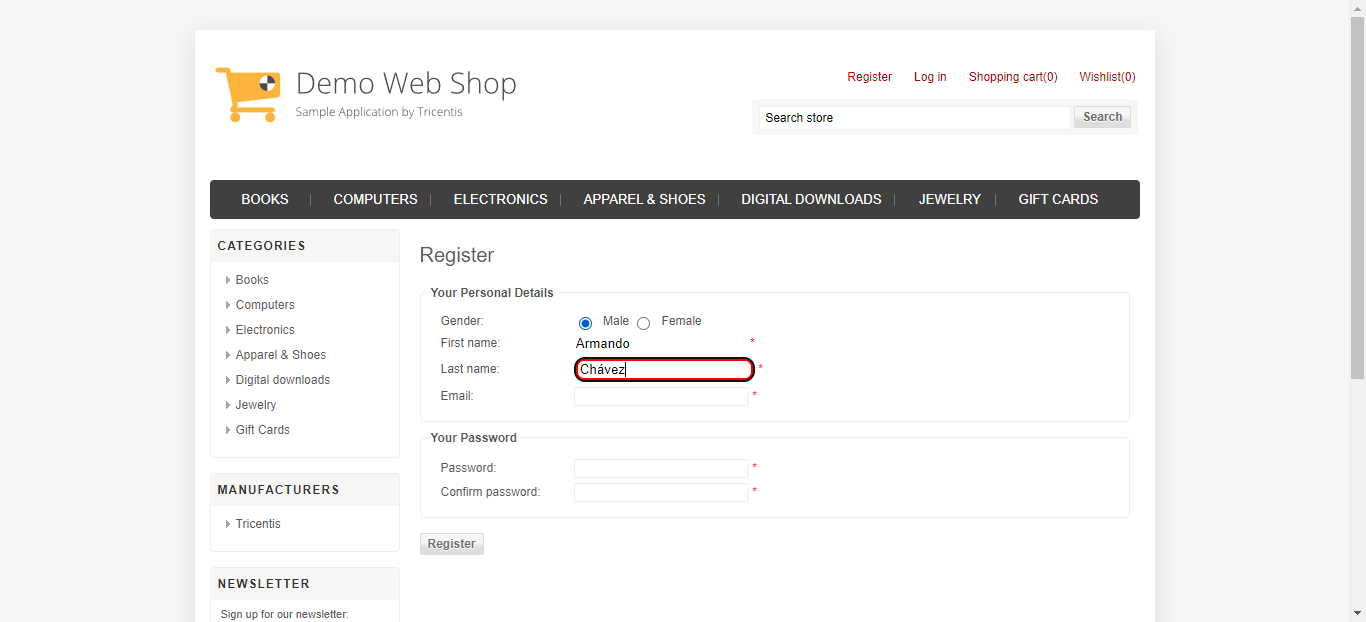 Demo Web Shop
Sample Application by Tricentis
Register Log in Shopping cart(0) Wishlist(0)
Search store Search
BOOKS COMPUTERS ELECTRONICS APPAREL & SHOES DIGITAL DOWNLOADS JEWELRY GIFT CARDS
CATEGORIES
Books
Computers
Electronics
Apparel & Shoes
Digital downloads
Jewelry
Gift Cards
MANUFACTURERS
Tricentis
NEWSLETTER
Sign up for our newsletter:
Register
Your Personal Details
Gender: Male Female
First name: Armando *
Last name: Chávez *
Email: *
Your Password
Password: *
Confirm password: *
Register